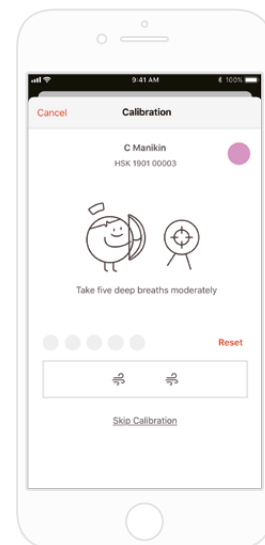 9:41 AM 100%
Cancel Calibration
C Manikin
HSK 1901 00003
Take five deep breaths moderately
Reset
Skip Calibration